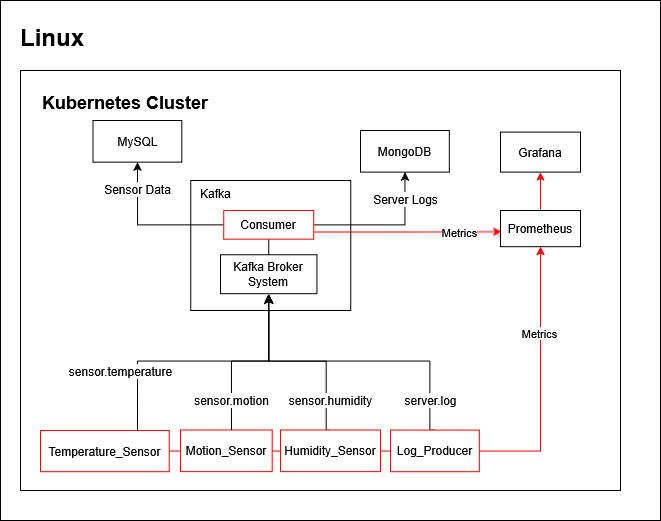 Linux
Kubernetes Cluster
MySQL
MongoDB
Grafana
Sensor Data
Kafka
Server Logs
Consumer
Metrics
Prometheus
Kafka Broker
System
Metrics
sensor.temperature
sensor.motion
sensor.humidity
server.log
Temperature_Sensor
Motion_Sensor
Humidity_Sensor
Log_Producer